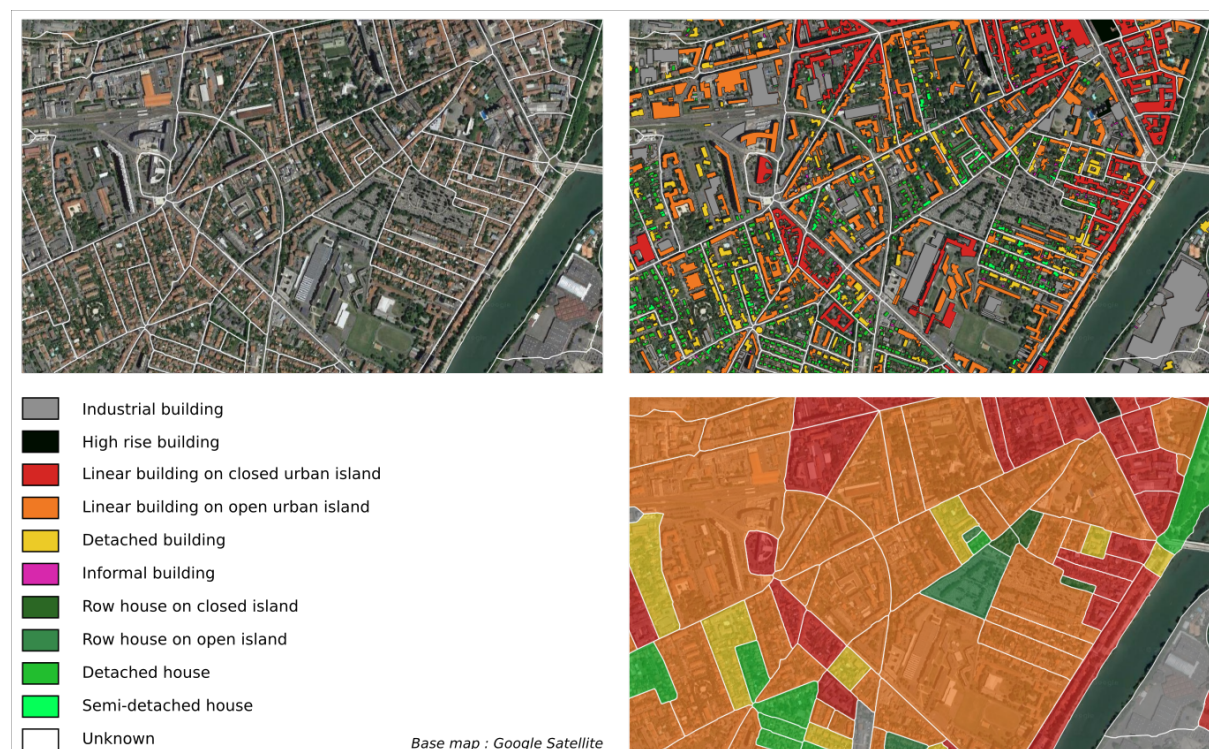 Industrial building
High rise building
Linear building on closed urban island
Linear building on open urban island
Detached building
Informal building
Row house on closed island
Row house on open island
Detached house
Semi-detached house
Unknown
Base map : Google Satellite